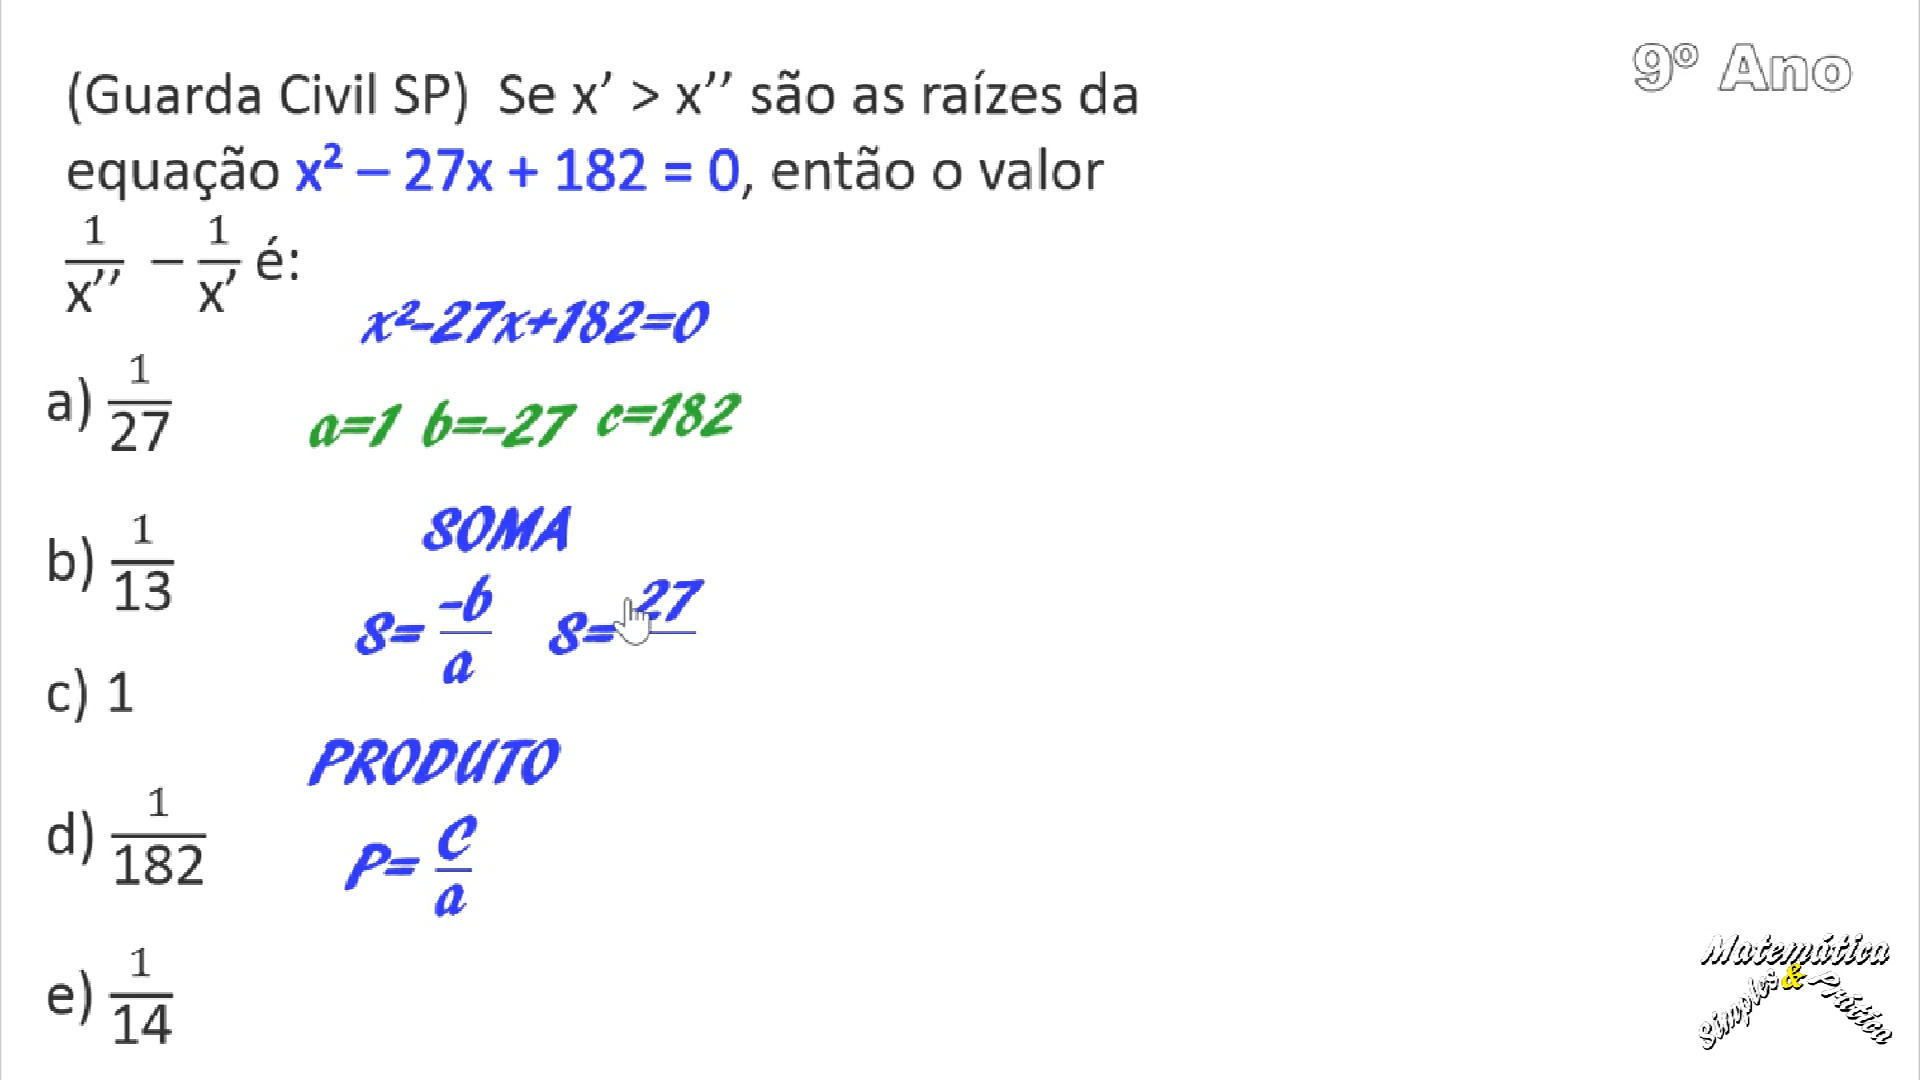 9º Ano
(Guarda Civil SP) Se x’ > x’’ são as raízes da
equação x² – 27x + 182 = 0, então o valor
1/x’’ – 1/x’ é:
x²-27x+182=0
a) 1/27
a=1 b=-27 c=182
b) 1/13
SOMA
S= -b/a S= 27
c) 1
PRODUTO
d) 1/182
P= C/a
e) 1/14
Matemática
Simples & Prática